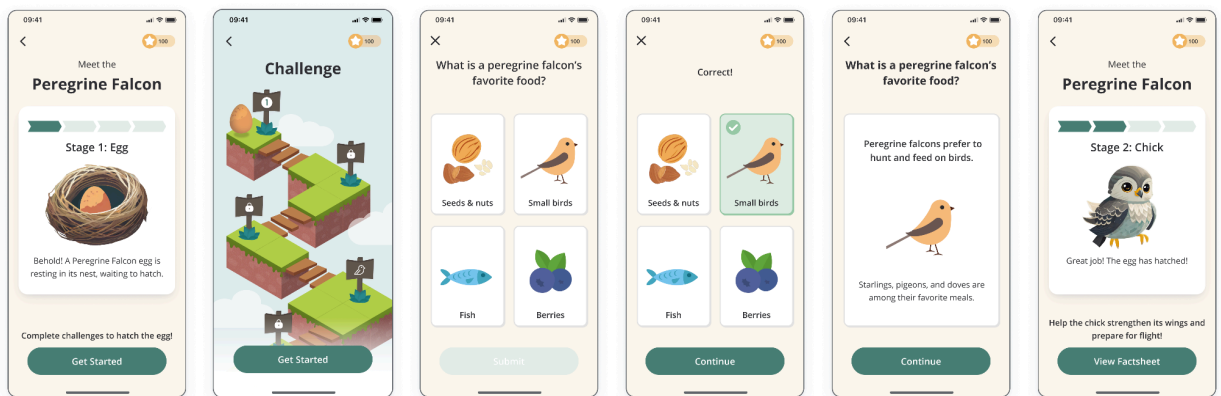 09:41
100
Meet the
Peregrine Falcon
Stage 1: Egg
Behold! A Peregrine Falcon egg is
resting in its nest, waiting to hatch.
Complete challenges to hatch the egg!
Get Started
09:41
100
Challenge
1
Get Started
09:41
100
What is a peregrine falcon's
favorite food?
Seeds & nuts
Small birds
Fish
Berries
Submit
09:41
100
Correct!
Seeds & nuts
Small birds
Fish
Berries
Continue
09:41
100
What is a peregrine falcon's
favorite food?
Peregrine falcons prefer to
hunt and feed on birds.
Starlings, pigeons, and doves are
among their favorite meals.
Continue
09:41
100
Meet the
Peregrine Falcon
Stage 2: Chick
Great job! The egg has hatched!
Help the chick strengthen its wings and
prepare for flight!
View Factsheet